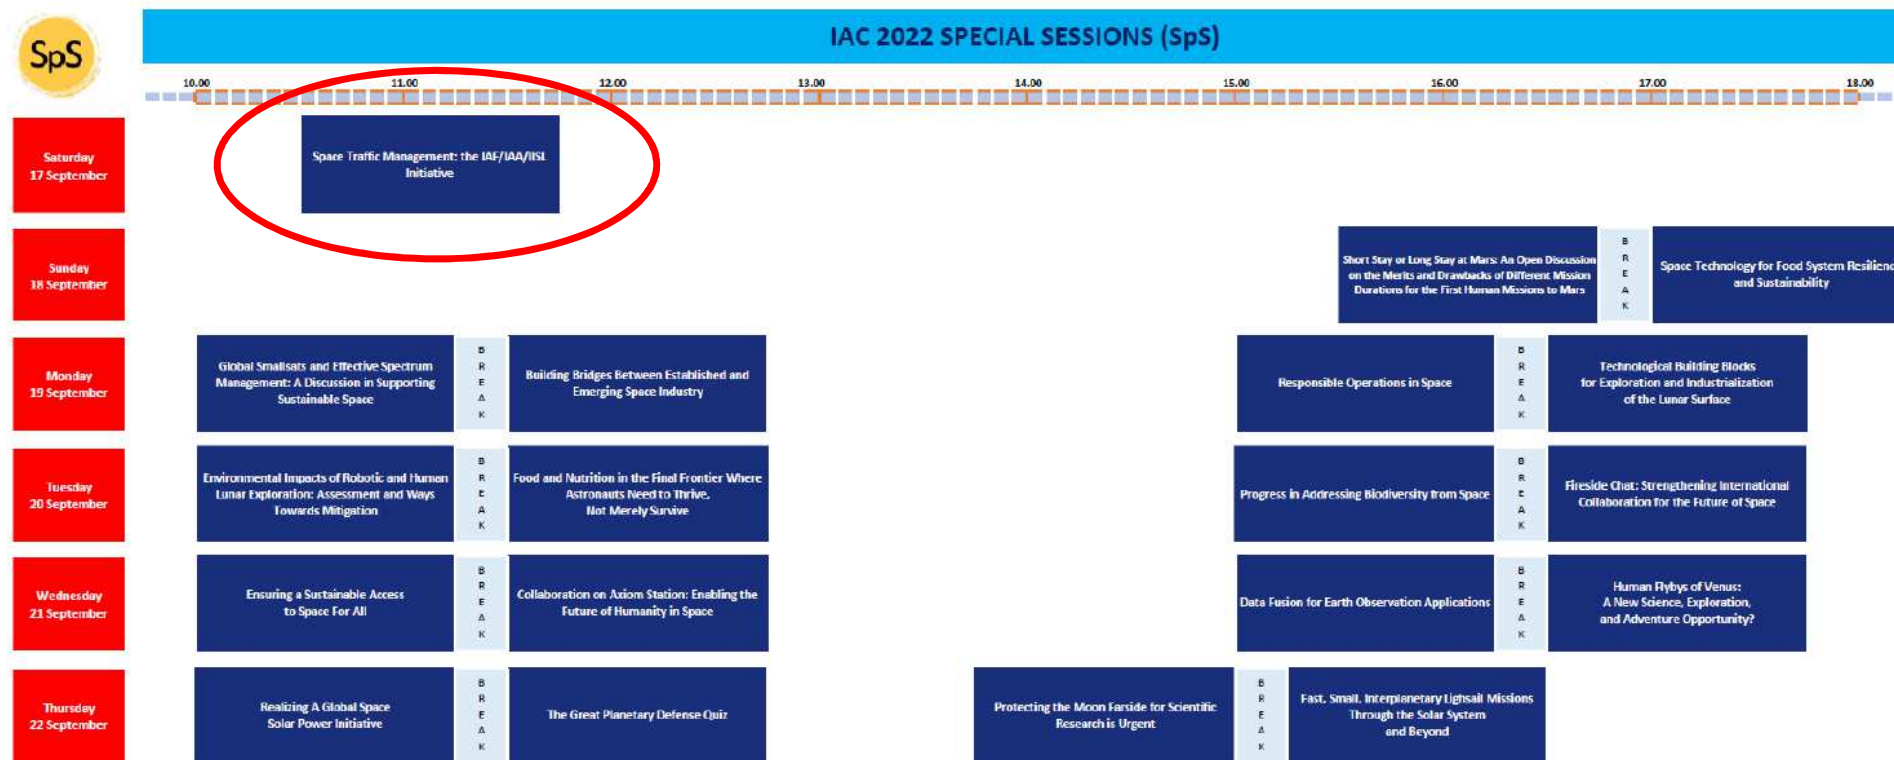 SpS
IAC 2022 SPECIAL SESSIONS (SpS)
10.00 11.00 12.00 13.00 14.00 15.00 16.00 17.00 18.00
Saturday
17 September
Space Traffic Management: the IAF/IAA/IISL
Initiative
Sunday
18 September
Short Stay or Long Stay at Mars: An Open Discussion
on the Merits and Drawbacks of Different Mission
Durations for the First Human Missions to Mars
BREAK
Space Technology for Food System Resilienc
and Sustainability
Monday
19 September
Global Smallsats and Effective Spectrum
Management: A Discussion in Supporting
Sustainable Space
BREAK
Building Bridges Between Established and
Emerging Space Industry
Responsible Operations in Space
BREAK
Technological Building Blocks
for Exploration and Industrialization
of the Lunar Surface
Tuesday
20 September
Environmental Impacts of Robotic and Human
Lunar Exploration: Assessment and Ways
Towards Mitigation
BREAK
Food and Nutrition in the Final Frontier Where
Astronauts Need to Thrive,
Not Merely Survive
Progress in Addressing Biodiversity from Space
BREAK
Fireside Chat: Strengthening International
Collaboration for the Future of Space
Wednesday
21 September
Ensuring a Sustainable Access
to Space For All
BREAK
Collaboration on Axiom Station: Enabling the
Future of Humanity in Space
Data Fusion for Earth Observation Applications
BREAK
Human Flybys of Venus:
A New Science, Exploration,
and Adventure Opportunity?
Thursday
22 September
Realizing A Global Space
Solar Power Initiative
BREAK
The Great Planetary Defense Quiz
Protecting the Moon Farside for Scientific
Research is Urgent
BREAK
Fast, Small, Interplanetary Lighsail Missions
Through the Solar System
and Beyond